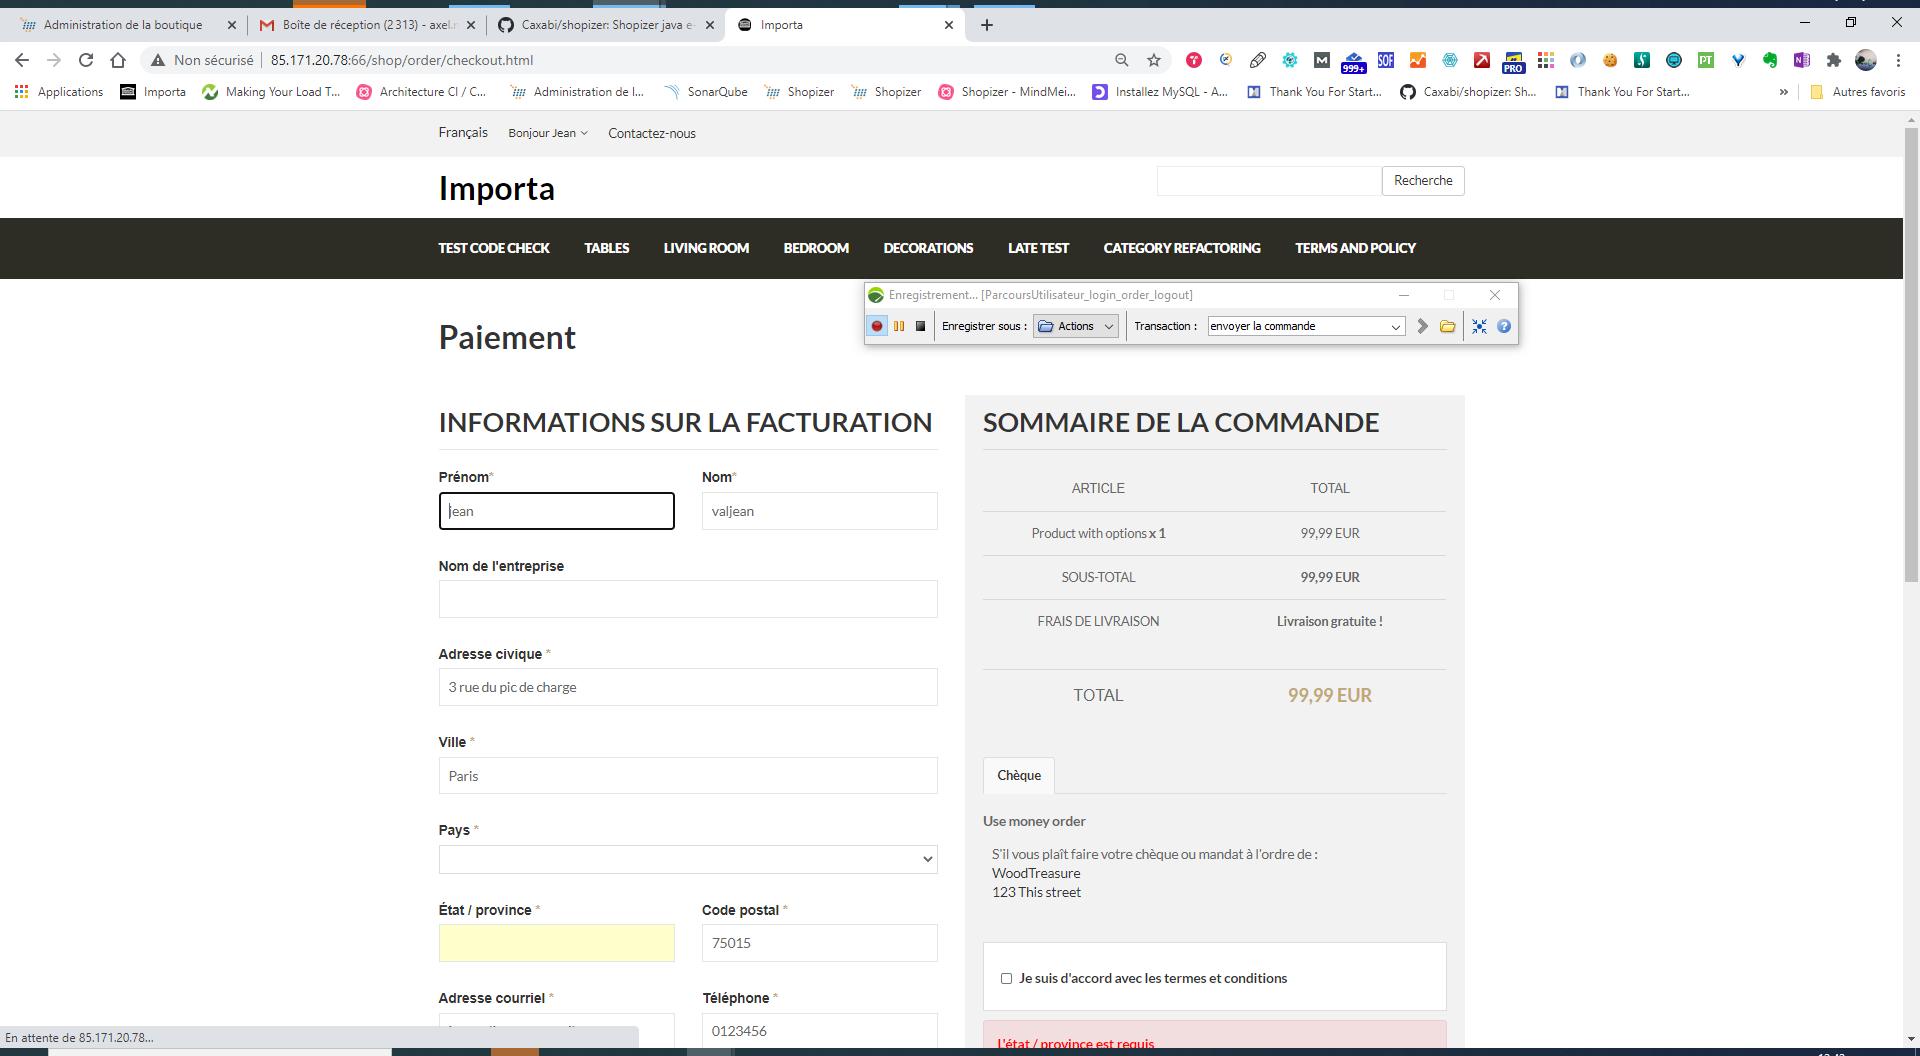 Administration de la boutique
Boîte de réception (2 313) - axel.r
Caxabi/shopizer: Shopizer java e-
Importa
Non sécurisé
85.171.20.78:66/shop/order/checkout.html
999+
SOF
PRO
PT
Applications
Importa
Making Your Load T...
Architecture CI / C...
Administration de l...
SonarQube
Shopizer
Shopizer
Shopizer - MindMei...
Installez MySQL - A...
Thank You For Start...
Caxabi/shopizer: Sh...
Thank You For Start...
»
Autres favoris
Français
Bonjour Jean
Contactez-nous
Importa
Recherche
TEST CODE CHECK
TABLES
LIVING ROOM
BEDROOM
DECORATIONS
LATE TEST
CATEGORY REFACTORING
TERMS AND POLICY
Enregistrement... [ParcoursUtilisateur_login_order_logout]
Enregistrer sous :
Actions
Transaction :
envoyer la commande
Paiement
INFORMATIONS SUR LA FACTURATION
Prénom*
Nom*
jean
valjean
Nom de l'entreprise
Adresse civique *
3 rue du pic de charge
Ville *
Paris
Pays *
État / province *
Code postal *
75015
Adresse courriel *
Téléphone *
0123456
SOMMAIRE DE LA COMMANDE
ARTICLE
TOTAL
Product with options x 1
99,99 EUR
SOUS-TOTAL
99,99 EUR
FRAIS DE LIVRAISON
Livraison gratuite !
TOTAL
99,99 EUR
Chèque
Use money order
S'il vous plaît faire votre chèque ou mandat à l'ordre de :
WoodTreasure
123 This street
Je suis d'accord avec les termes et conditions
L'état / province est requis
En attente de 85.171.20.78...